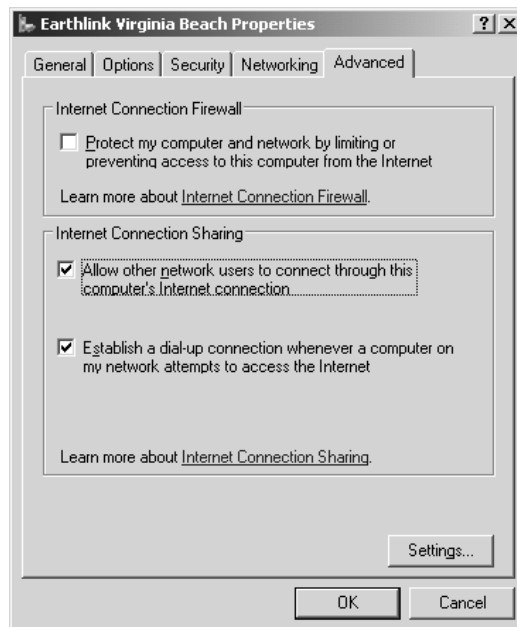 Earthlink Virginia Beach Properties
General Options Security Networking Advanced
Internet Connection Firewall
Protect my computer and network by limiting or
preventing access to this computer from the Internet
Learn more about Internet Connection Firewall.
Internet Connection Sharing
Allow other network users to connect through this
computer's Internet connection
Establish a dial-up connection whenever a computer on
my network attempts to access the Internet
Learn more about Internet Connection Sharing.
Settings...
OK Cancel